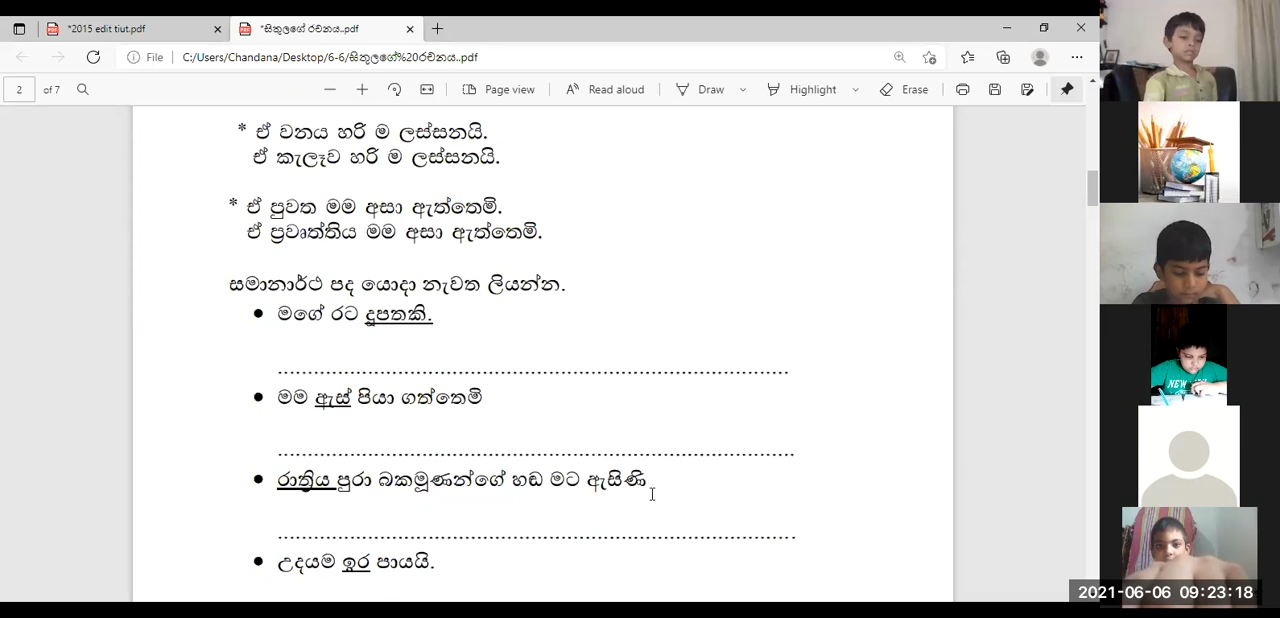 *2015 edit tiut.pdf
*සිතුලගේ රචනය..pdf
File C:/Users/Chandana/Desktop/6-6/සිතුලගේ%20රචනය..pdf
2 of 7 Page view Read aloud Draw Highlight Erase
* ඒ වනය හරි ම ලස්සනයි.
ඒ කැලෑව හරි ම ලස්සනයි.
* ඒ පුවත මම අසා ඇත්තෙමි.
ඒ ප්‍රවෘත්තිය මම අසා ඇත්තෙමි.
සමානාර්ථ පද යොදා නැවත ලියන්න.
• මගේ රට දූපතකි.
......................................................................................
• මම ඇස් පියා ගත්තෙමි
.......................................................................................
• රාත්‍රිය පුරා බකමූණන්ගේ හඬ මට ඇසිණි
.......................................................................................
• උදයම ඉර පායයි.
NEW
2021-06-06 09:23:18